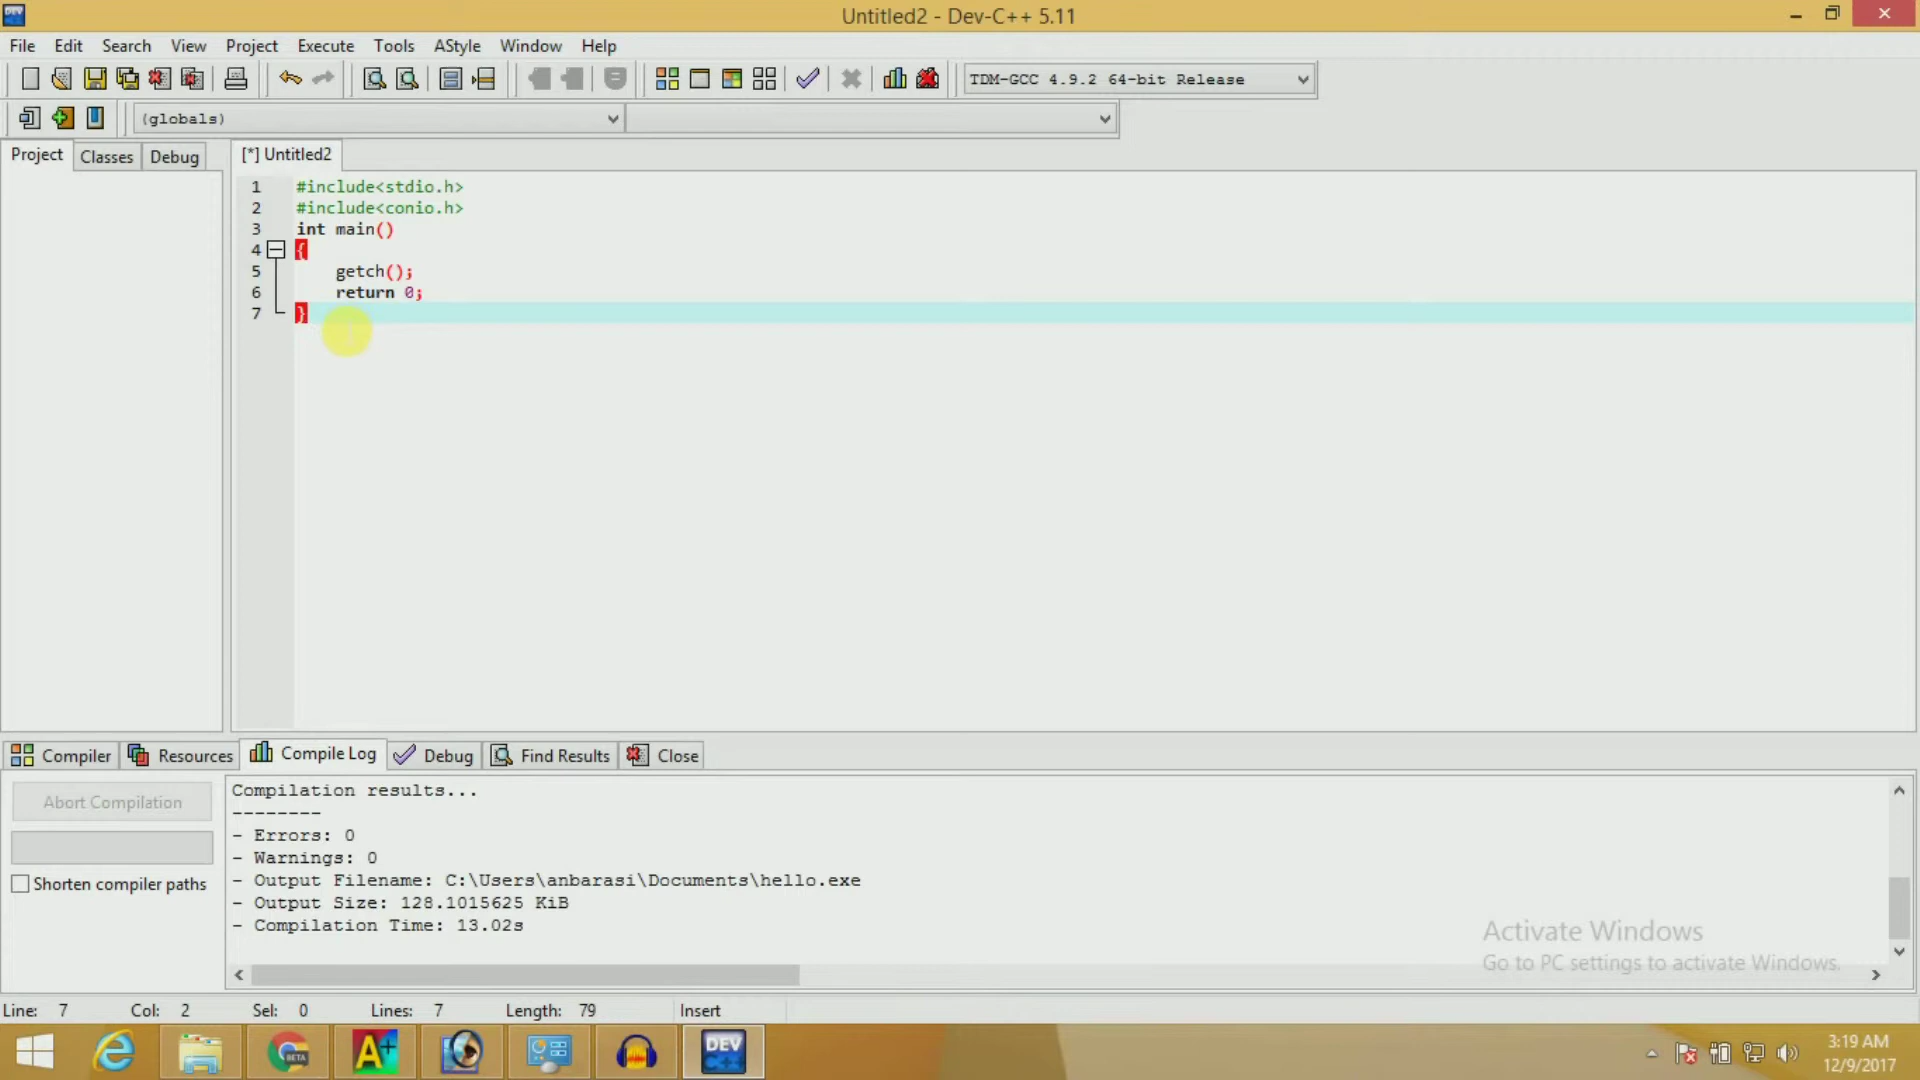 Untitled2 - Dev-C++ 5.11
File Edit Search View Project Execute Tools AStyle Window Help
TDM-GCC 4.9.2 64-bit Release
(globals)
Project Classes Debug
[*] Untitled2
1 #include<stdio.h>
2 #include<conio.h>
3 int main()
4 {
5 getch();
6 return 0;
7 }
Compiler Resources Compile Log Debug Find Results Close
Abort Compilation
Shorten compiler paths
Compilation results...
--------
- Errors: 0
- Warnings: 0
- Output Filename: C:\Users\anbarasi\Documents\hello.exe
- Output Size: 128.1015625 KiB
- Compilation Time: 13.02s
Activate Windows
Go to PC settings to activate Windows.
Line: 7 Col: 2 Sel: 0 Lines: 7 Length: 79 Insert
DEV
BETA
A+
DEV
C++
3:19 AM
12/9/2017